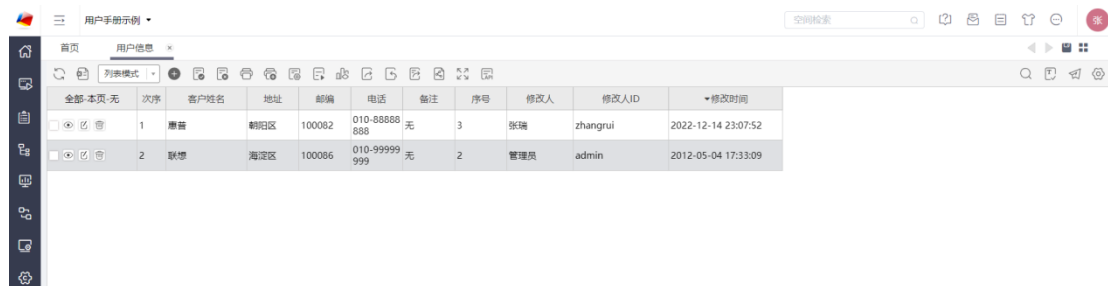 用户手册示例
空间检索
张
首页 用户信息 ×
列表模式
全部-本页-无 次序 客户姓名 地址 邮编 电话 备注 序号 修改人 修改人ID ▾修改时间
1 惠普 朝阳区 100082 010-88888 无 3 张瑞 zhangrui 2022-12-14 23:07:52
888
2 联想 海淀区 100086 010-99999 无 2 管理员 admin 2012-05-04 17:33:09
999